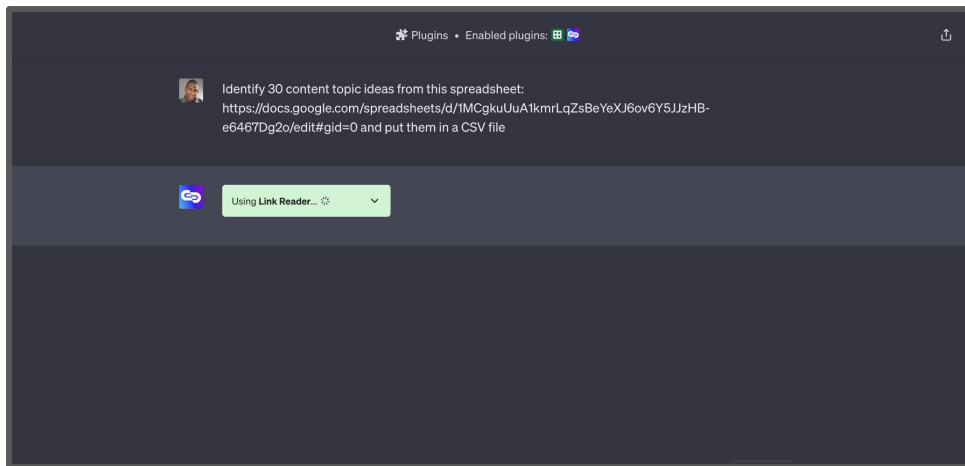 Plugins • Enabled plugins:
Identify 30 content topic ideas from this spreadsheet:
https://docs.google.com/spreadsheets/d/1MCgkuUuA1kmrLqZsBeYeXJ6ov6Y5JJzHB-
e6467Dg2o/edit#gid=0 and put them in a CSV file
Using Link Reader...